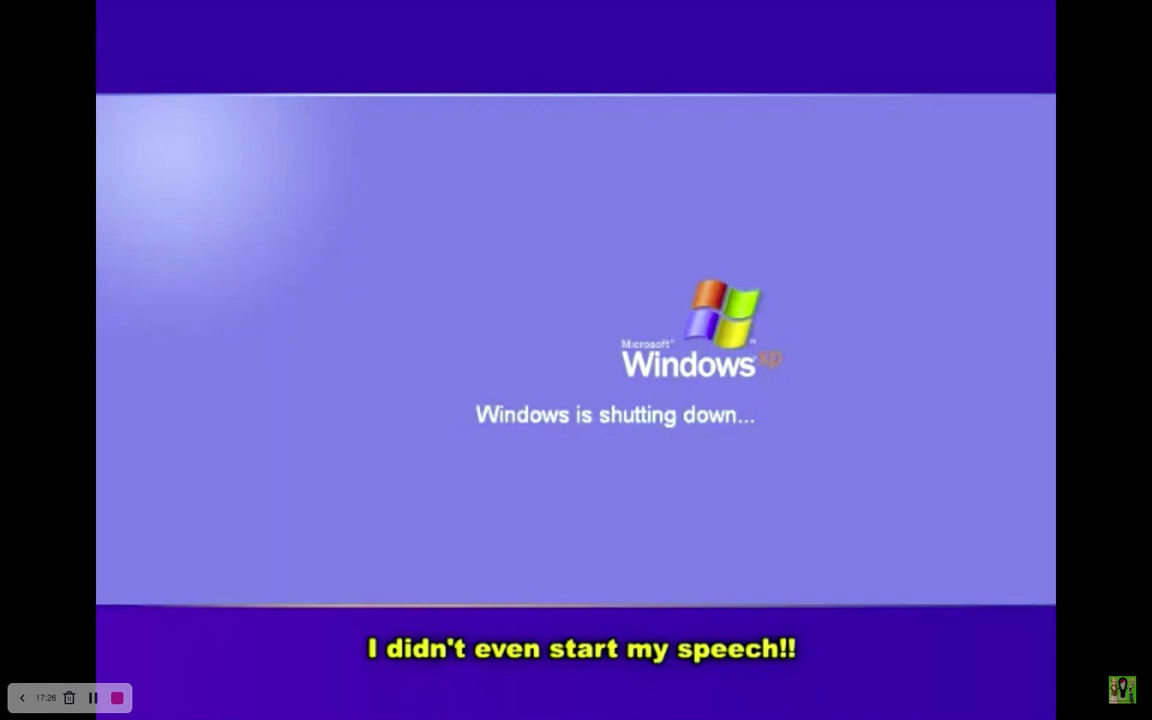 Microsoft®
Windows xp
Windows is shutting down...
I didn't even start my speech!!
17:26